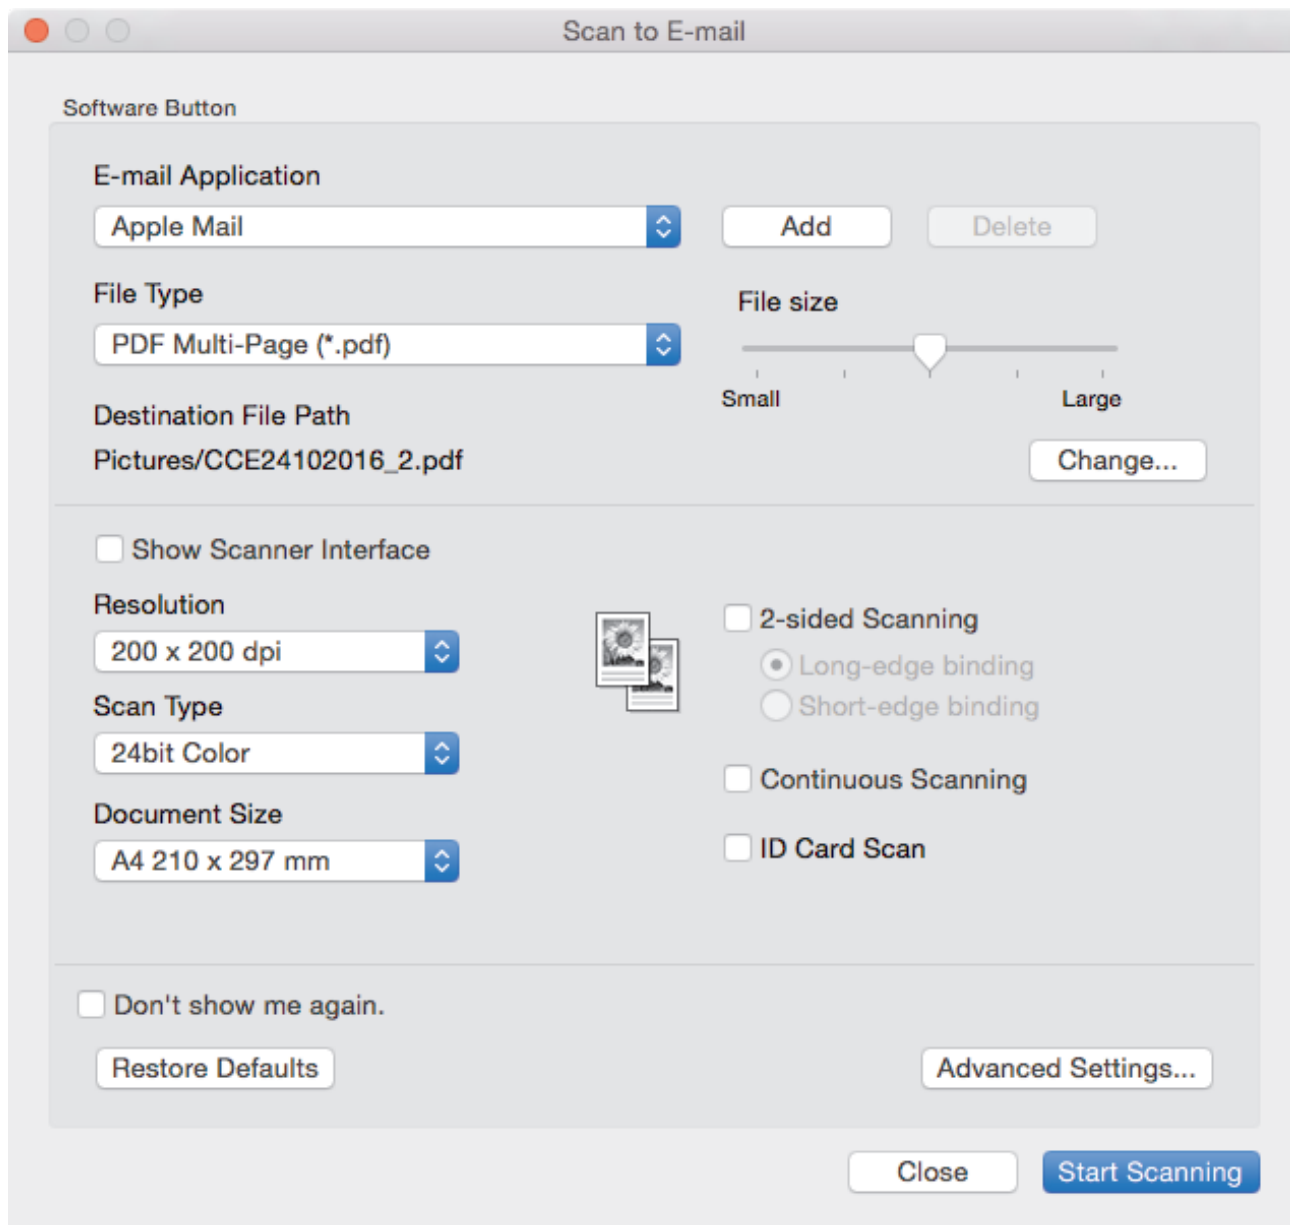 Scan to E-mail
Software Button
E-mail Application
Apple Mail
Add
Delete
File Type
PDF Multi-Page (*.pdf)
File size
Small
Large
Destination File Path
Pictures/CCE24102016_2.pdf
Change...
Show Scanner Interface
Resolution
200 x 200 dpi
Scan Type
24bit Color
Document Size
A4 210 x 297 mm
2-sided Scanning
Long-edge binding
Short-edge binding
Continuous Scanning
ID Card Scan
Don't show me again.
Restore Defaults
Advanced Settings...
Close
Start Scanning